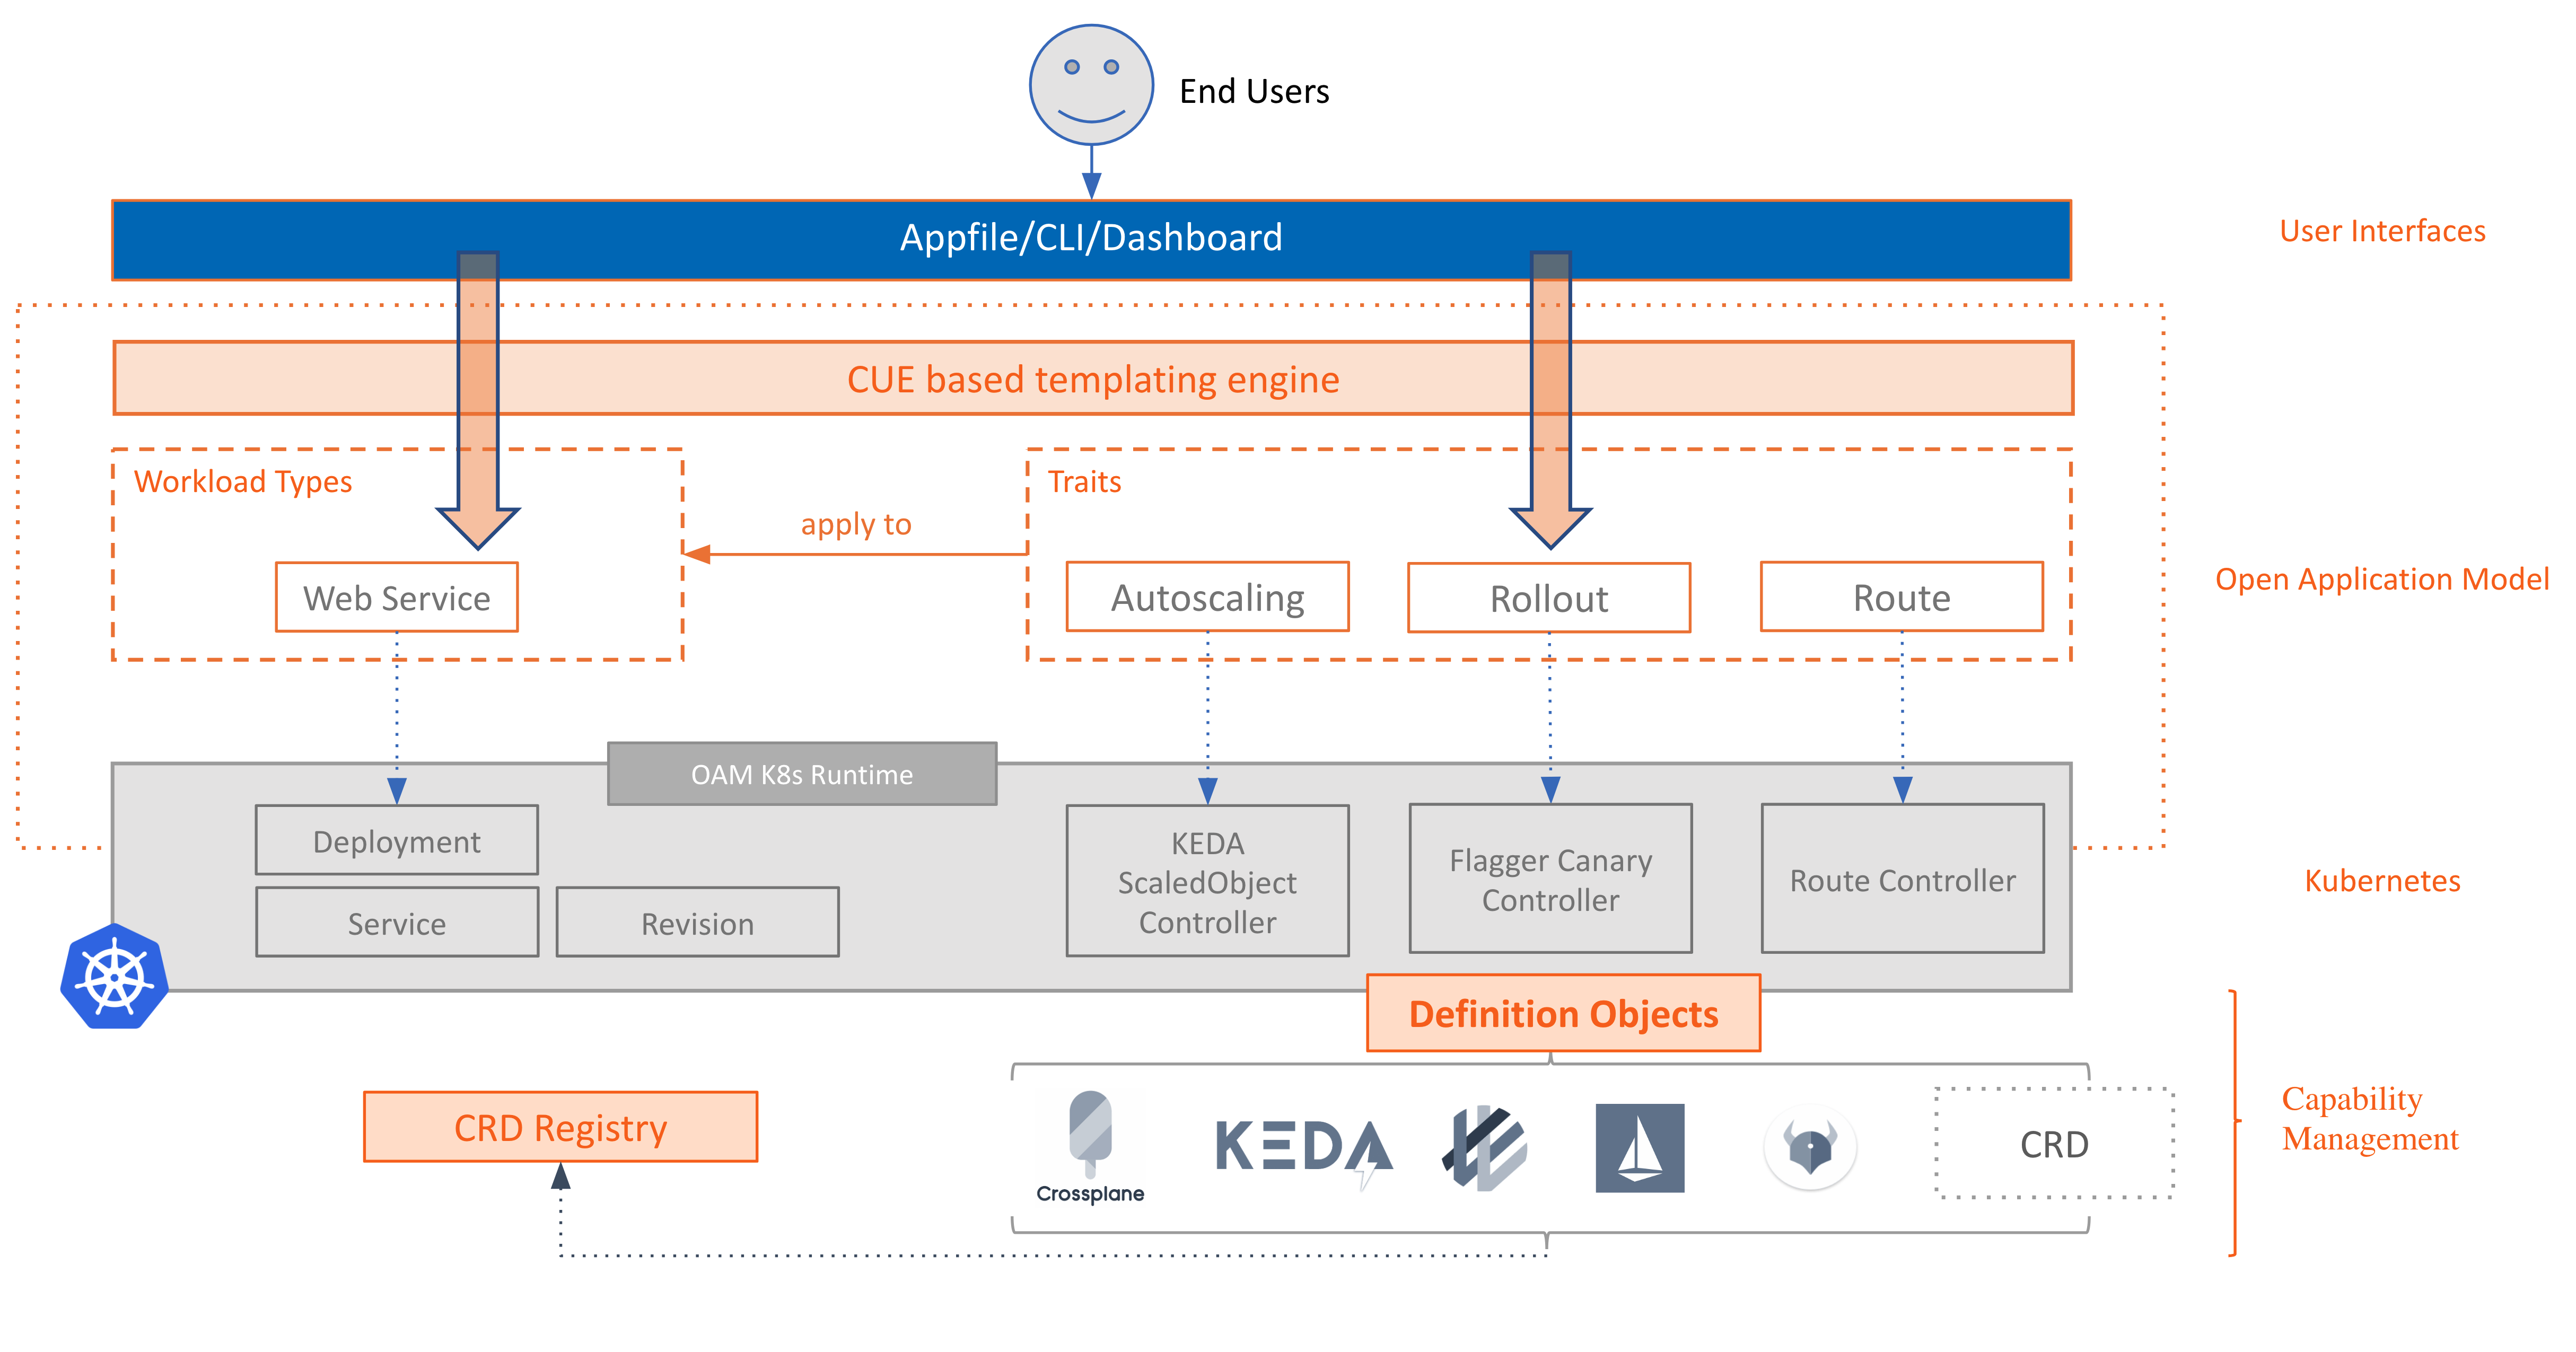 End Users
Appfile/CLI/Dashboard
User Interfaces
CUE based templating engine
Workload Types
Traits
apply to
Web Service
Autoscaling
Rollout
Route
Open Application Model
OAM K8s Runtime
Deployment
Service
Revision
KEDA
ScaledObject
Controller
Flagger Canary
Controller
Route Controller
Kubernetes
Definition Objects
CRD Registry
Crossplane
KEDA
CRD
Capability
Management